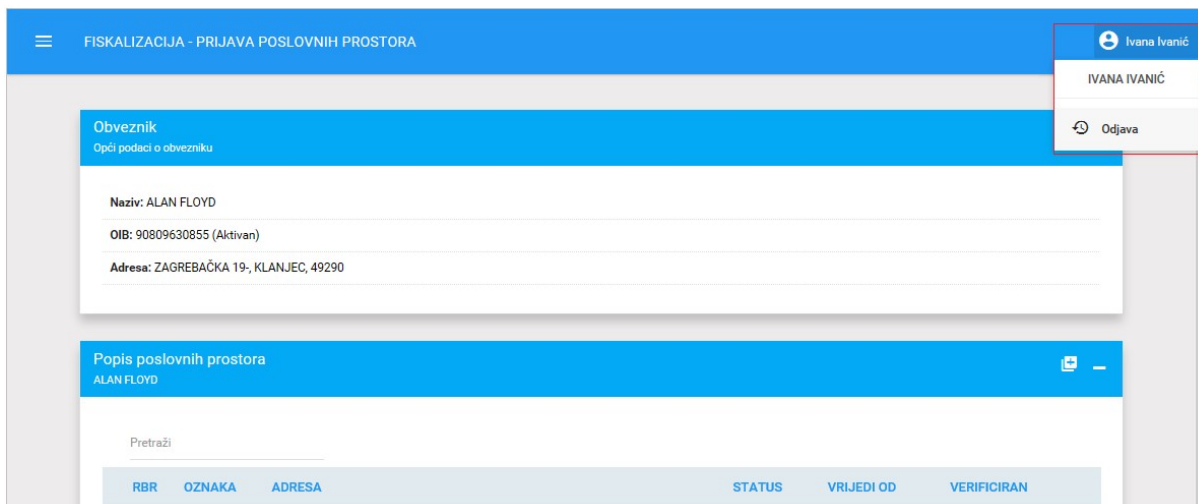 FISKALIZACIJA - PRIJAVA POSLOVNIH PROSTORA
Ivana Ivanić
IVANA IVANIĆ
Odjava
Obveznik
Opći podaci o obvezniku
Naziv: ALAN FLOYD
OIB: 90809630855 (Aktivan)
Adresa: ZAGREBAČKA 19-, KLANJEC, 49290
Popis poslovnih prostora
ALAN FLOYD
Pretraži
RBR OZNAKA ADRESA STATUS VRIJEDI OD VERIFICIRAN